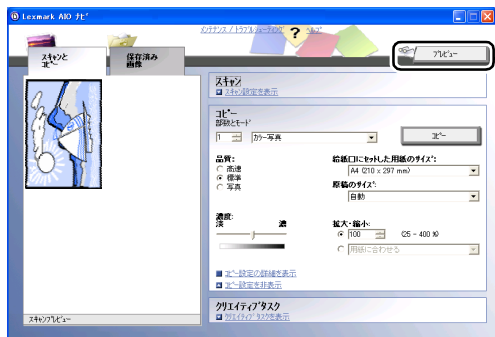 Lexmark AIO ﾅﾋﾞ
ﾒﾝﾃﾅﾝｽ / ﾄﾗﾌﾞﾙｼｭｰﾃｨﾝｸﾞ
ﾍﾙﾌﾟ
ｽｷｬﾝと
ｺﾋﾟｰ
保存済み
画像
ﾌﾟﾚﾋﾞｭｰ
ｽｷｬﾝ
ｽｷｬﾝ設定を表示
ｺﾋﾟｰ
部数とﾓｰﾄﾞ
1
ｶﾗｰ写真
ｺﾋﾟｰ
品質:
高速
標準
写真
給紙口にｾｯﾄした用紙のｻｲｽﾞ:
A4 (210 x 297 mm)
原稿のｻｲｽﾞ:
自動
濃度:
淡
濃
拡大・縮小:
100
(25 - 400 %)
用紙に合わせる
ｺﾋﾟｰ設定の詳細を表示
ｺﾋﾟｰ設定を非表示
ｸﾘｴｲﾃｨﾌﾞﾀｽｸ
ｸﾘｴｲﾃｨﾌﾞﾀｽｸを表示
ｽｷｬﾝﾌﾟﾚﾋﾞｭｰ